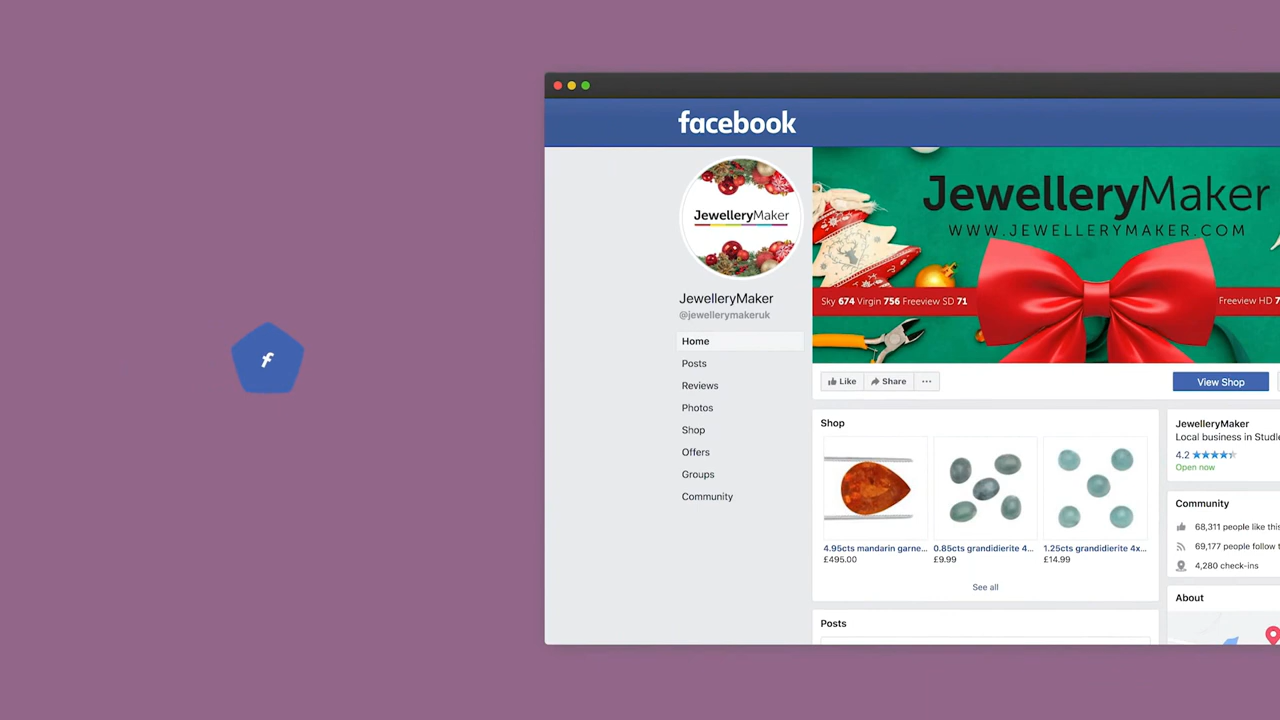 f
facebook
JewelleryMaker
JewelleryMaker
@jewellerymakeruk
Home
Posts
Reviews
Photos
Shop
Offers
Groups
Community
JewelleryMaker
WWW.JEWELLERYMAKER.COM
Sky 674 Virgin 756 Freeview SD 71
Freeview HD 7
Like
Share
...
View Shop
Shop
4.95cts mandarin garne...
£495.00
0.85cts grandidierite 4...
£9.99
1.25cts grandidierite 4x...
£14.99
See all
Posts
JewelleryMaker
Local business in Studle
4.2
Open now
Community
68,311 people like this
69,177 people follow t
4,280 check-ins
About